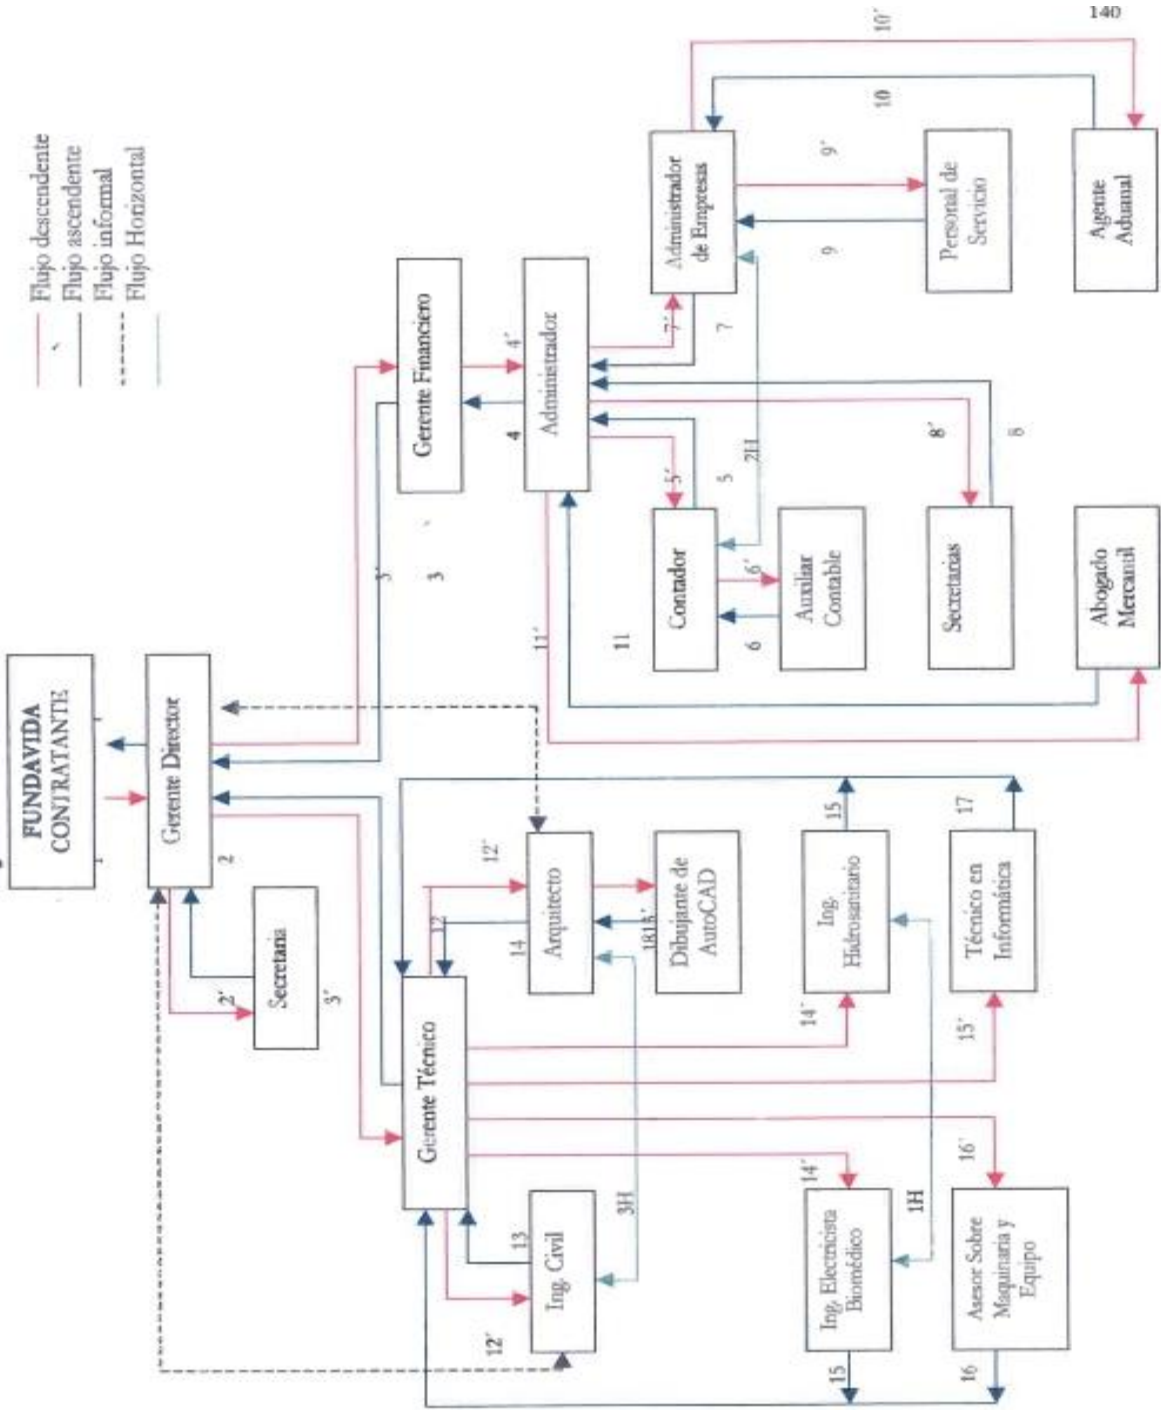 140
Flujo descendente
Flujo ascendente
Flujo informal
Flujo Horizontal
FUNDAVIDA
CONTRATANTE
Gerente Director
2
Secretaria
2´
3´
Gerente Financiero
3´
3
4´
4
Administrador
Gerente Técnico
11´
11
5´
5
7´
7
Contador
6´
6
Auxiliar
Contable
2H
Administrador
de Empresas
9´
9
Personal de
Servicio
10´
10
Agente
Aduanal
8´
8
Secretarias
Abogado
Mercantil
12´
12
14
Arquitecto
Dibujante de
AutoCAD
13
12´
Ing. Civil
3H
14´
15
Ing.
Hidrosanitario
17
15´
Técnico en
Informática
14´
15
Ing. Electricista
Biomédico
1H
16´
16
Asesor Sobre
Maquinaria y
Equipo